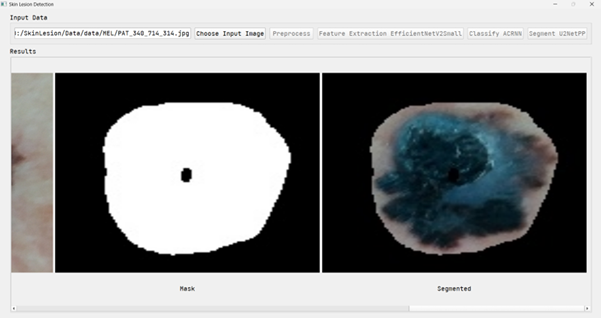 Skin Lesion Detection
Input Data
):/SkinLesion/Data/data/MEL/PAT_340_714_314.jpg Choose Input Image Preprocess Feature Extraction EfficientNetV2Small Classify ACRNN Segment U2NetPP
Results
Mask Segmented